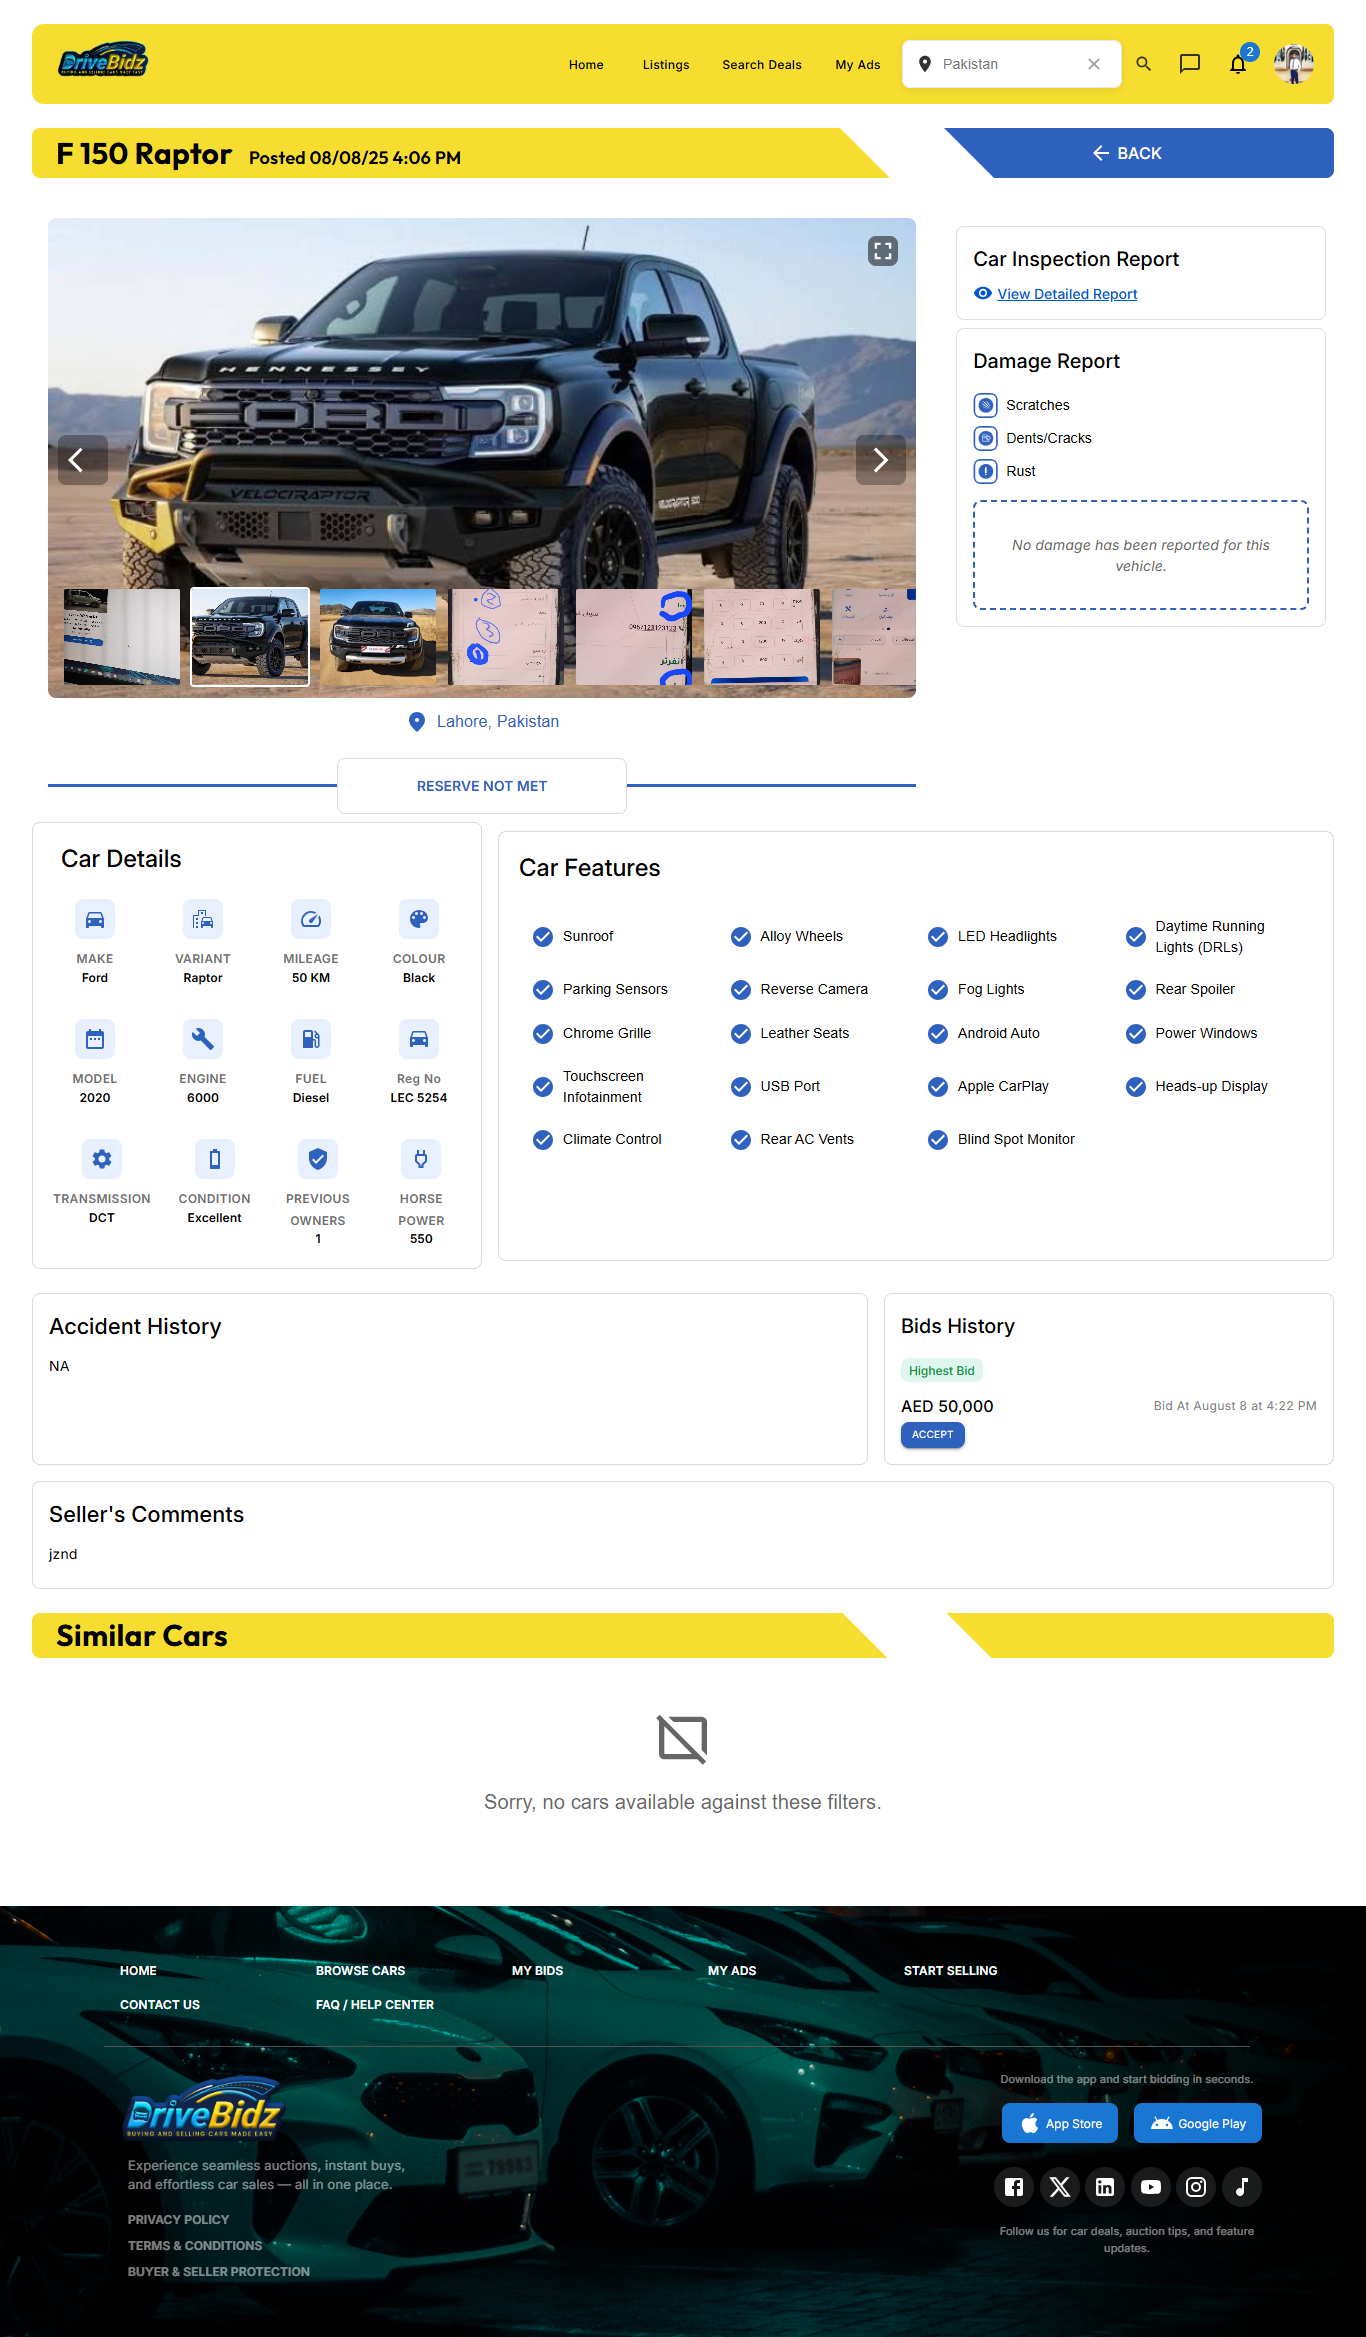 DriveBidz
BUYING AND SELLING CARS MADE EASY
Home
Listings
Search Deals
My Ads
Pakistan
2
F 150 Raptor
Posted 08/08/25 4:06 PM
BACK
HENNESSEY
VELOCIRAPTOR
0957123123123
Lahore, Pakistan
RESERVE NOT MET
Car Inspection Report
View Detailed Report
Damage Report
Scratches
Dents/Cracks
Rust
No damage has been reported for this
vehicle.
Car Details
MAKE
Ford
VARIANT
Raptor
MILEAGE
50 KM
COLOUR
Black
MODEL
2020
ENGINE
6000
FUEL
Diesel
Reg No
LEC 5254
TRANSMISSION
DCT
CONDITION
Excellent
PREVIOUS
OWNERS
1
HORSE
POWER
550
Car Features
Sunroof
Alloy Wheels
LED Headlights
Daytime Running
Lights (DRLs)
Parking Sensors
Reverse Camera
Fog Lights
Rear Spoiler
Chrome Grille
Leather Seats
Android Auto
Power Windows
Touchscreen
Infotainment
USB Port
Apple CarPlay
Heads-up Display
Climate Control
Rear AC Vents
Blind Spot Monitor
Accident History
NA
Bids History
Highest Bid
AED 50,000
Bid At August 8 at 4:22 PM
ACCEPT
Seller's Comments
jznd
Similar Cars
Sorry, no cars available against these filters.
HOME
BROWSE CARS
MY BIDS
MY ADS
START SELLING
CONTACT US
FAQ / HELP CENTER
DriveBidz
BUYING AND SELLING CARS MADE EASY
Experience seamless auctions, instant buys,
and effortless car sales — all in one place.
PRIVACY POLICY
TERMS & CONDITIONS
BUYER & SELLER PROTECTION
Download the app and start bidding in seconds.
App Store
Google Play
Follow us for car deals, auction tips, and feature
updates.